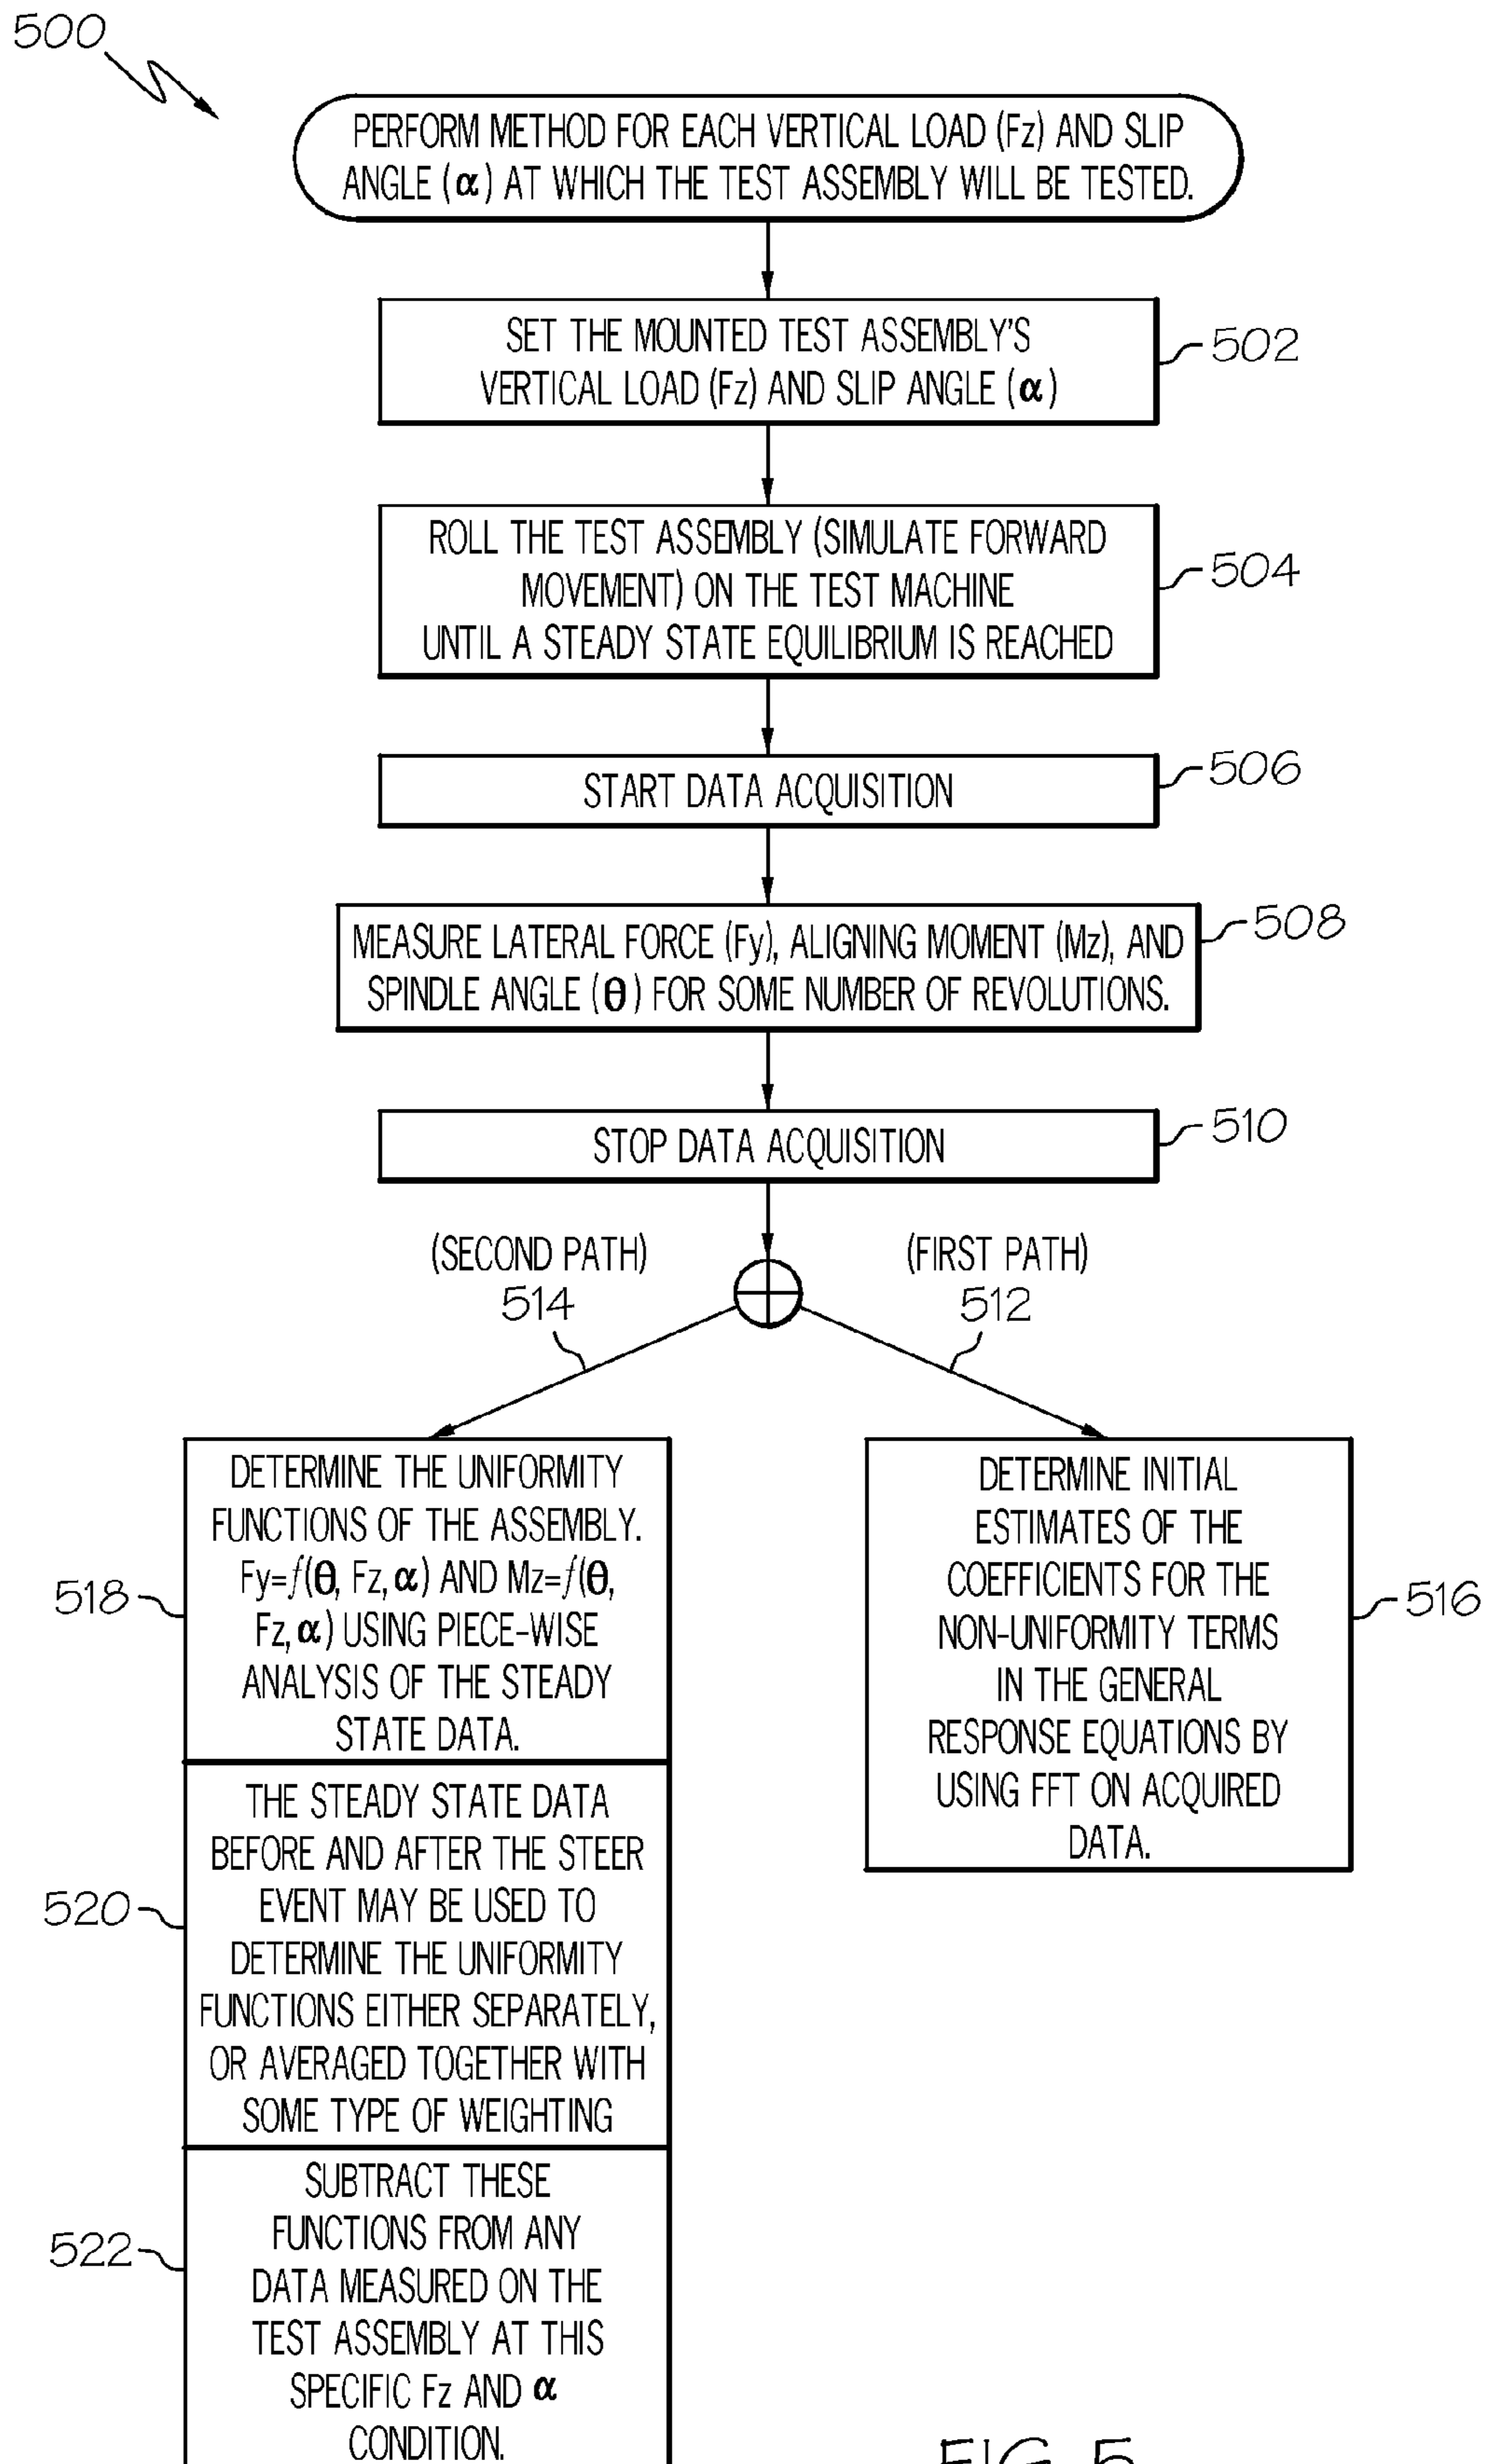 500
PERFORM METHOD FOR EACH VERTICAL LOAD (Fz) AND SLIP
ANGLE (α) AT WHICH THE TEST ASSEMBLY WILL BE TESTED.
SET THE MOUNTED TEST ASSEMBLY'S
VERTICAL LOAD (Fz) AND SLIP ANGLE (α)
502
ROLL THE TEST ASSEMBLY (SIMULATE FORWARD
MOVEMENT) ON THE TEST MACHINE
UNTIL A STEADY STATE EQUILIBRIUM IS REACHED
504
START DATA ACQUISITION
506
MEASURE LATERAL FORCE (Fy), ALIGNING MOMENT (Mz), AND
SPINDLE ANGLE (θ) FOR SOME NUMBER OF REVOLUTIONS.
508
STOP DATA ACQUISITION
510
(SECOND PATH)
514
(FIRST PATH)
512
DETERMINE THE UNIFORMITY
FUNCTIONS OF THE ASSEMBLY.
Fy=f(θ, Fz, α) AND Mz=f(θ,
Fz, α) USING PIECE-WISE
ANALYSIS OF THE STEADY
STATE DATA.
518
THE STEADY STATE DATA
BEFORE AND AFTER THE STEER
EVENT MAY BE USED TO
DETERMINE THE UNIFORMITY
FUNCTIONS EITHER SEPARATELY,
OR AVERAGED TOGETHER WITH
SOME TYPE OF WEIGHTING
520
SUBTRACT THESE
FUNCTIONS FROM ANY
DATA MEASURED ON THE
TEST ASSEMBLY AT THIS
SPECIFIC Fz AND α
CONDITION.
522
DETERMINE INITIAL
ESTIMATES OF THE
COEFFICIENTS FOR THE
NON-UNIFORMITY TERMS
IN THE GENERAL
RESPONSE EQUATIONS BY
USING FFT ON ACQUIRED
DATA.
516
FIG. 5